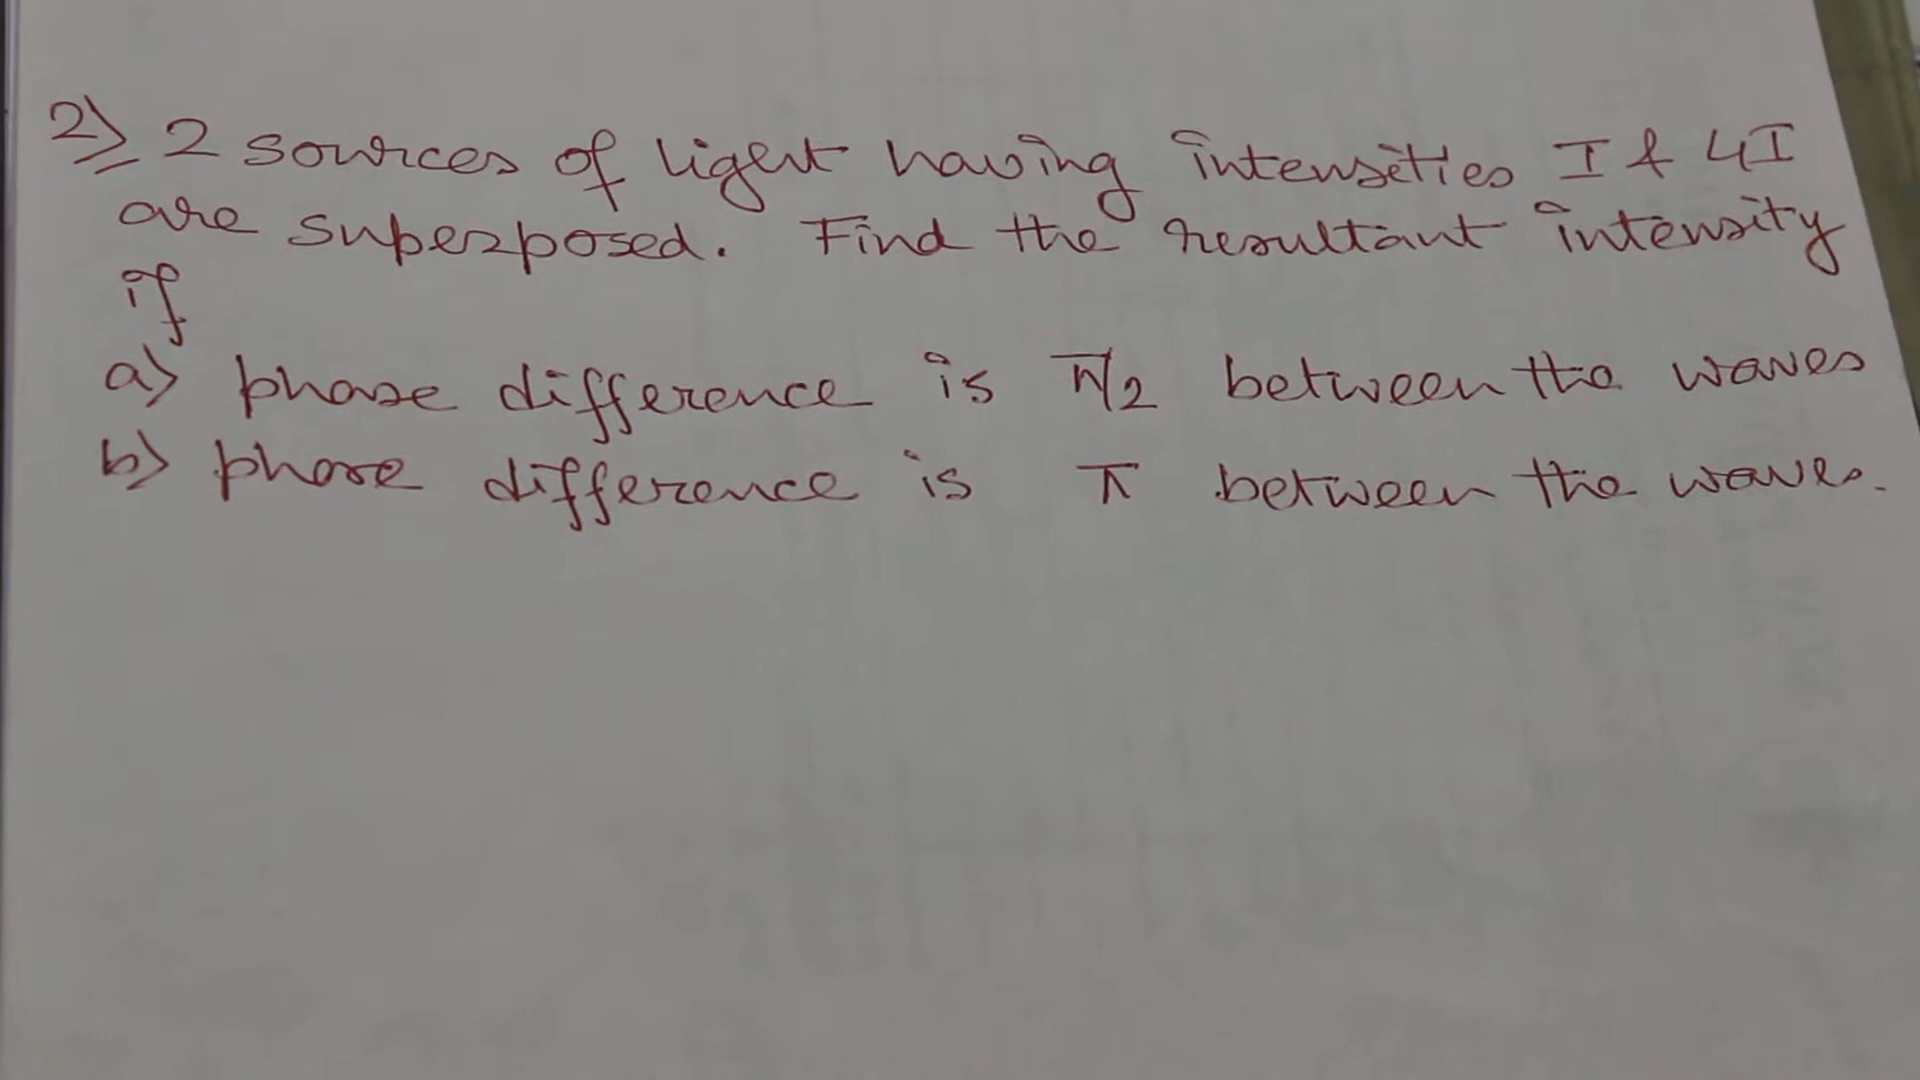 2) 2 sources of light having intensities I & 4I
are superposed. Find the resultant intensity
if
a) phase difference is π/2 between the waves
b) phase difference is π between the waves.